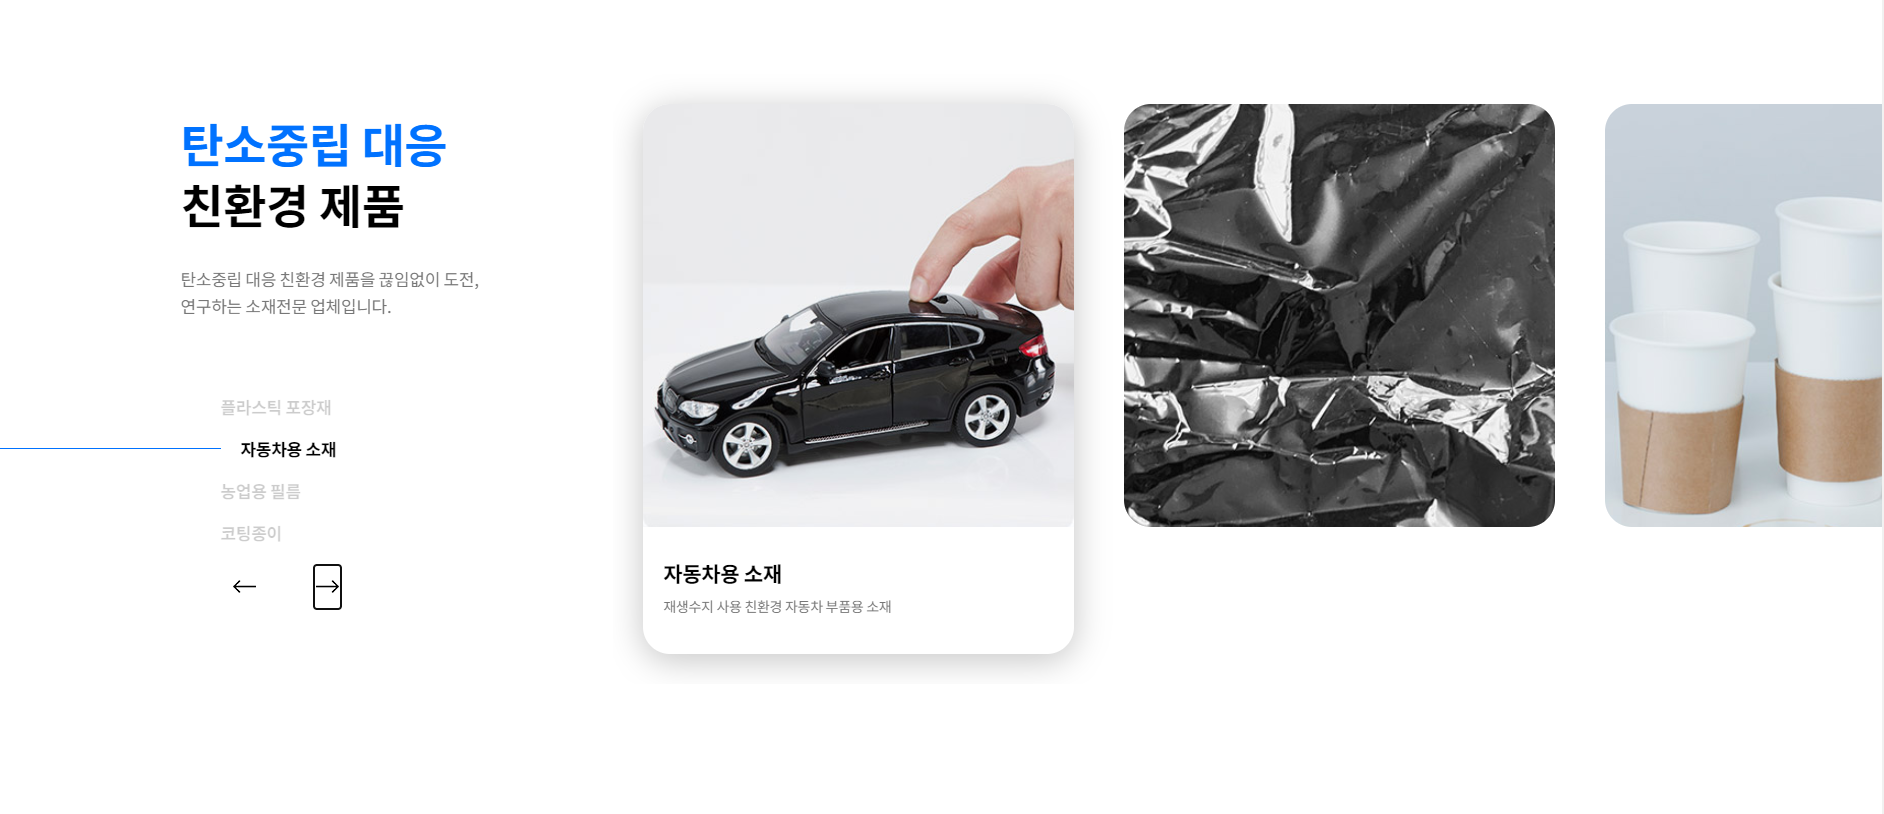 탄소중립 대응
친환경 제품
탄소중립 대응 친환경 제품을 끊임없이 도전,
연구하는 소재전문 업체입니다.
플라스틱 포장재
자동차용 소재
농업용 필름
코팅종이
자동차용 소재
재생수지 사용 친환경 자동차 부품용 소재